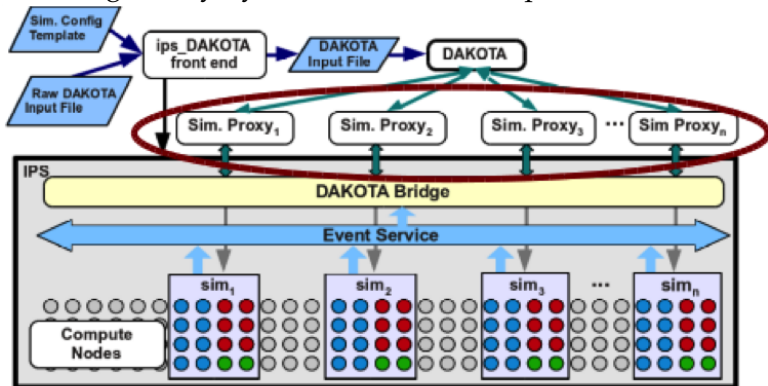 Sim. Config
Template
ips_DAKOTA
front end
DAKOTA
Input File
DAKOTA
Raw DAKOTA
Input File
Sim. Proxy1
Sim. Proxy2
Sim. Proxy3
...
Sim Proxyn
IPS
DAKOTA Bridge
Event Service
sim1
sim2
sim3
...
simn
Compute
Nodes